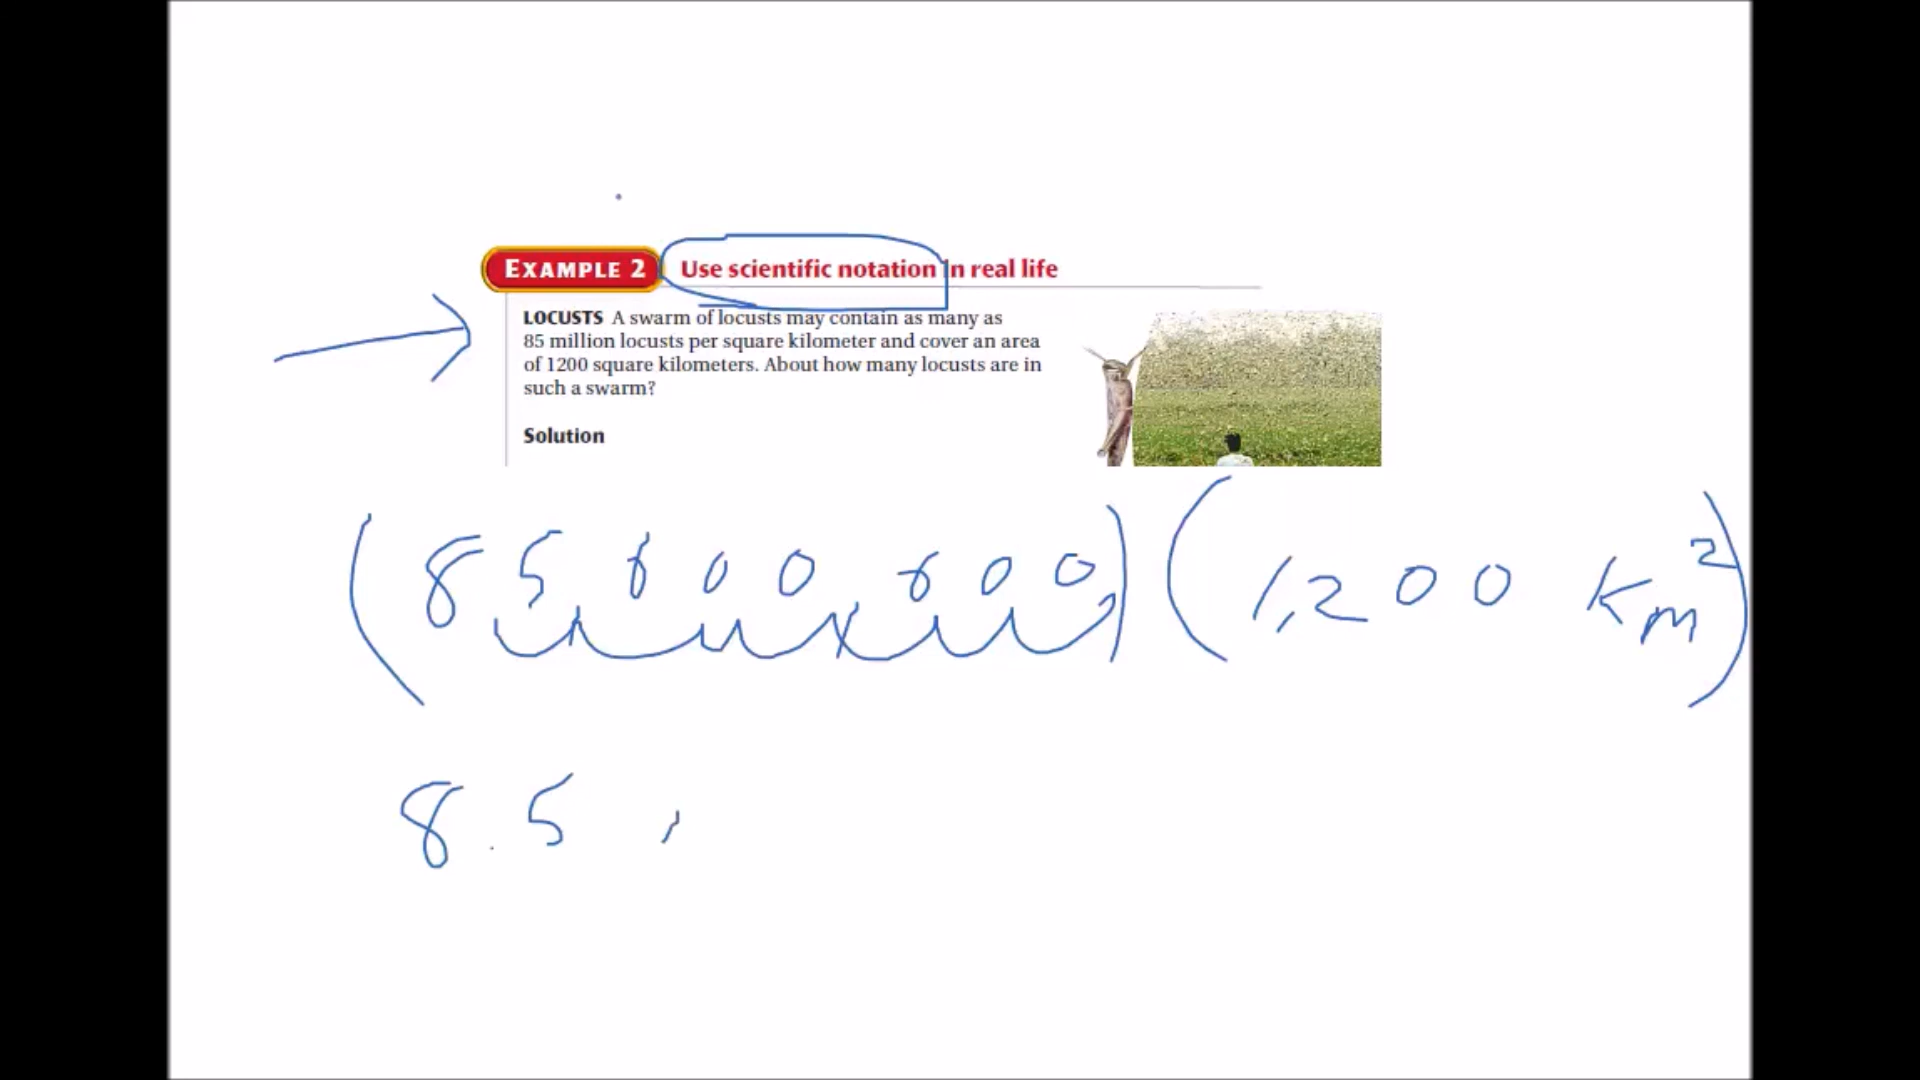 EXAMPLE 2 Use scientific notation in real life
LOCUSTS A swarm of locusts may contain as many as
85 million locusts per square kilometer and cover an area
of 1200 square kilometers. About how many locusts are in
such a swarm?
Solution
(85,000,000)(1,200 km²)
8.5